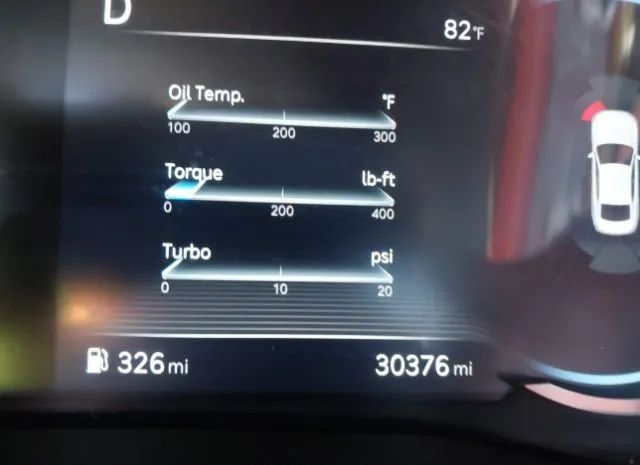 D
82°F
Oil Temp. °F
100 200 300
Torque lb-ft
0 200 400
Turbo psi
0 10 20
326 mi 30376 mi